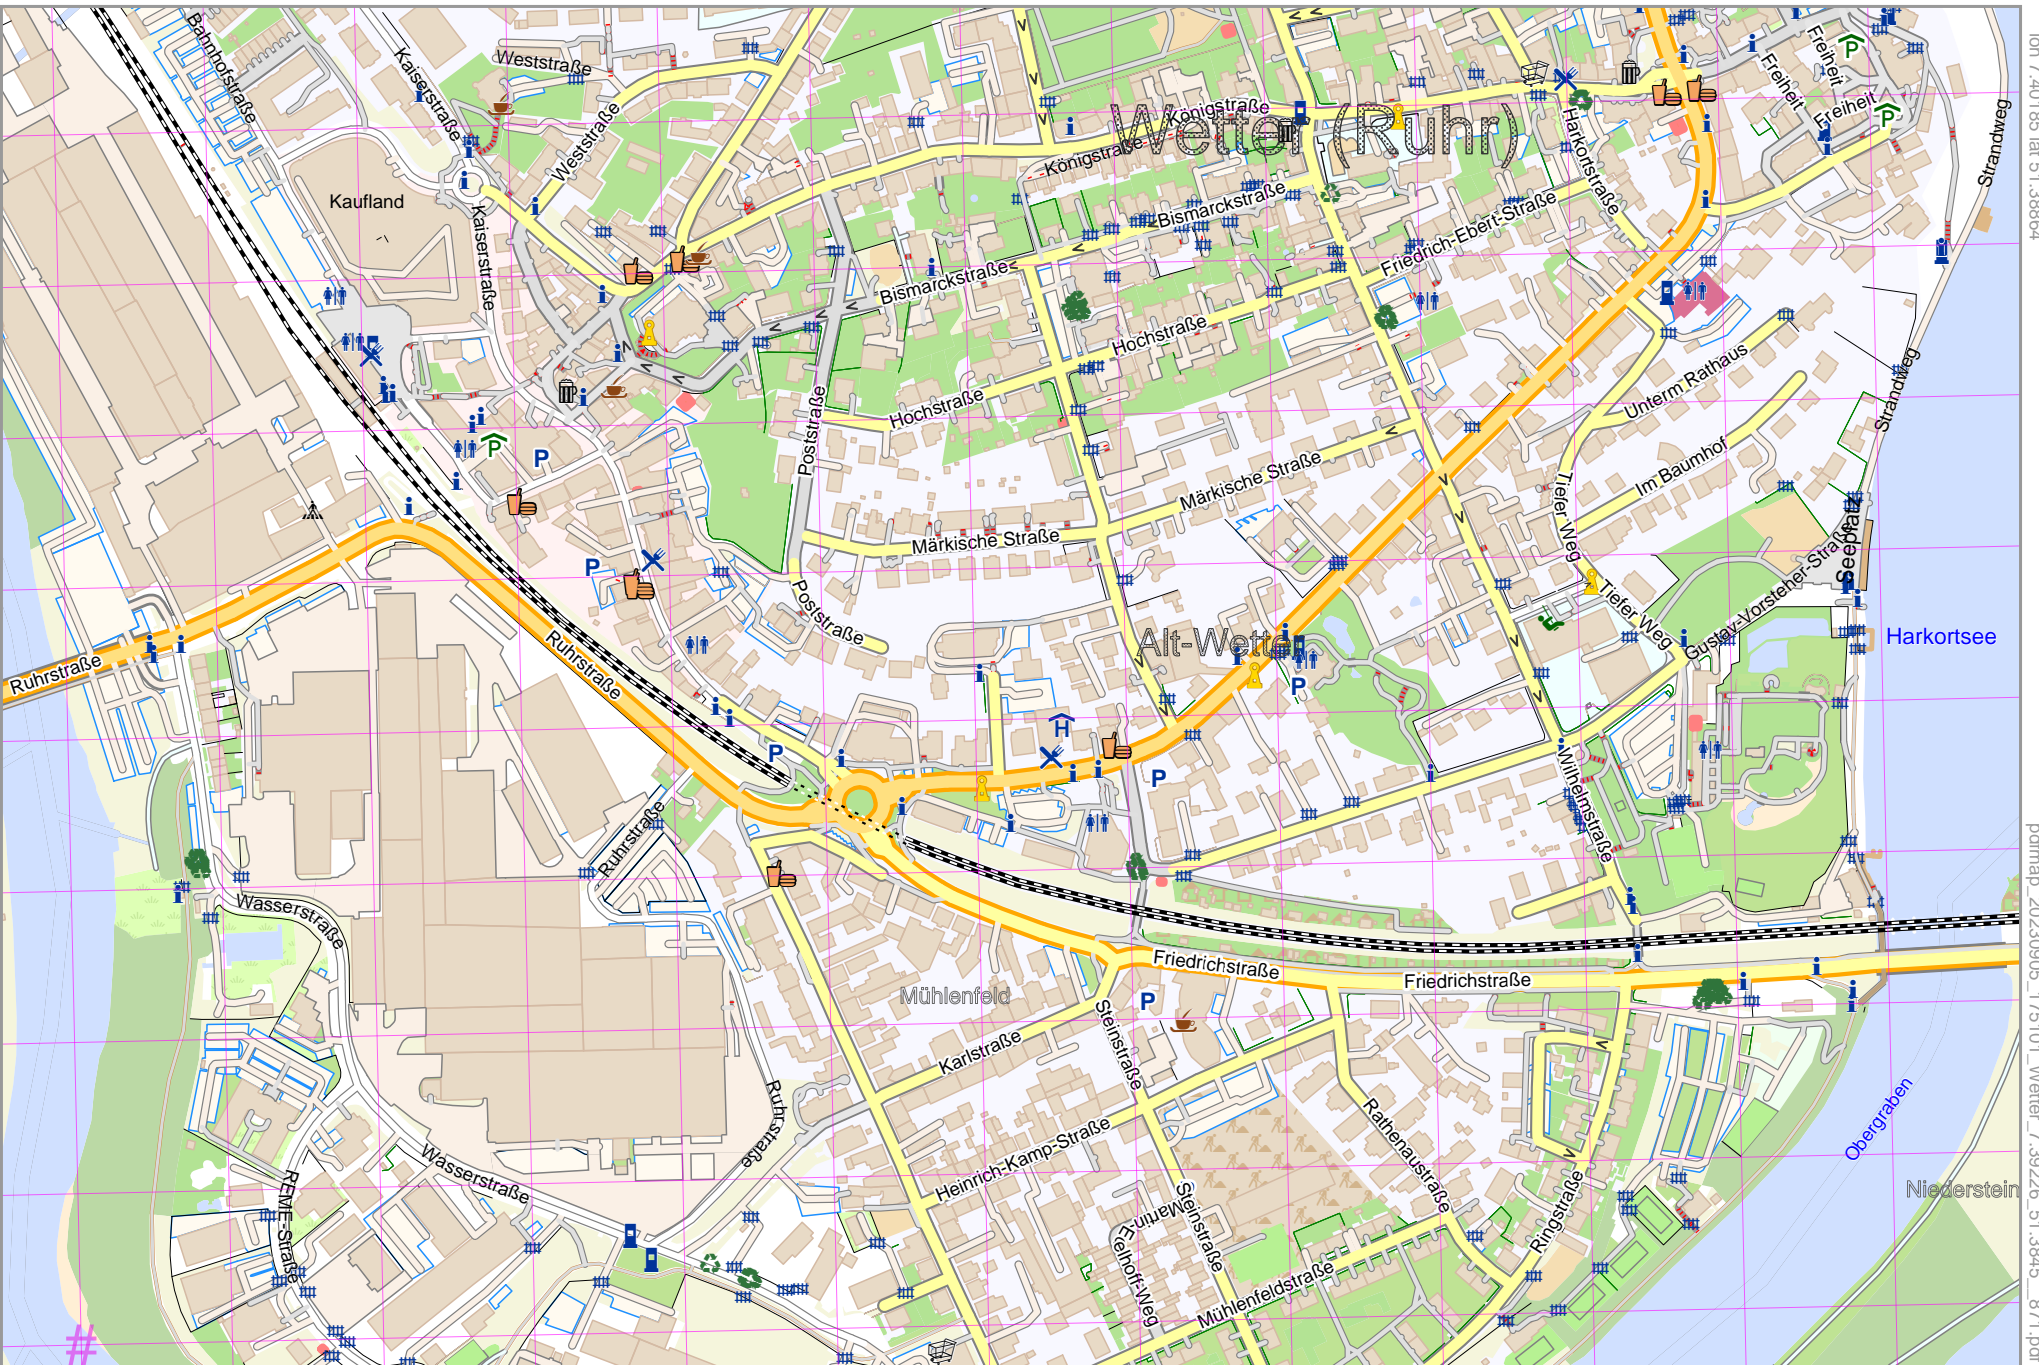 Bahnhofstraße
Kaiserstraße
Weststraße
Weststraße
Kaufland
Kaiserstraße
Königstraße
Königstraße
Wetter (Ruhr)
Bismarckstraße
Bismarckstraße
Friedrich-Ebert-Straße
Harkortstraße
Freiheit
Freiheit
Freiheit
Strandweg
Strandweg
Hochstraße
Hochstraße
Poststraße
Poststraße
Märkische Straße
Märkische Straße
Unterm Rathaus
Im Baumhof
Tiefer Weg
Tiefer Weg
Gustav-Vorsteher-Straße
Seeplatz
Harkortsee
Alt-Wetter
Ruhrstraße
Ruhrstraße
Ruhrstraße
Ruhrstraße
Wilhelmstraße
Wasserstraße
Wasserstraße
Friedrichstraße
Friedrichstraße
Mühlenfeld
Karlstraße
Steinstraße
Steinstraße
Heinrich-Kamp-Straße
Rathenaustraße
Ringstraße
Mühlenfeldstraße
REME-Straße
Obergraben
Niederstein
P
P
P
P
P
P
P
P
P
P
H
#